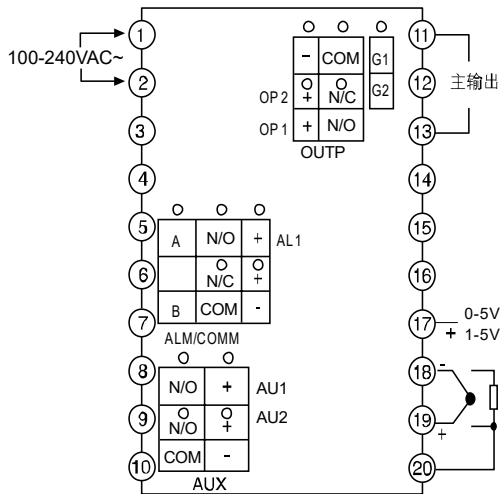 1
11
100-240VAC~
- COM G1
2
12
主输出
OP2 + N/C G2
3
OP1 + N/O
13
OUTP
4
14
5
15
A N/O + AL1
6
N/C +
16
7
B COM -
17
0-5V
+ 1-5V
ALM/COMM
8
18
-
N/O + AU1
9
N/O + AU2
19
+
10
COM -
20
AUX